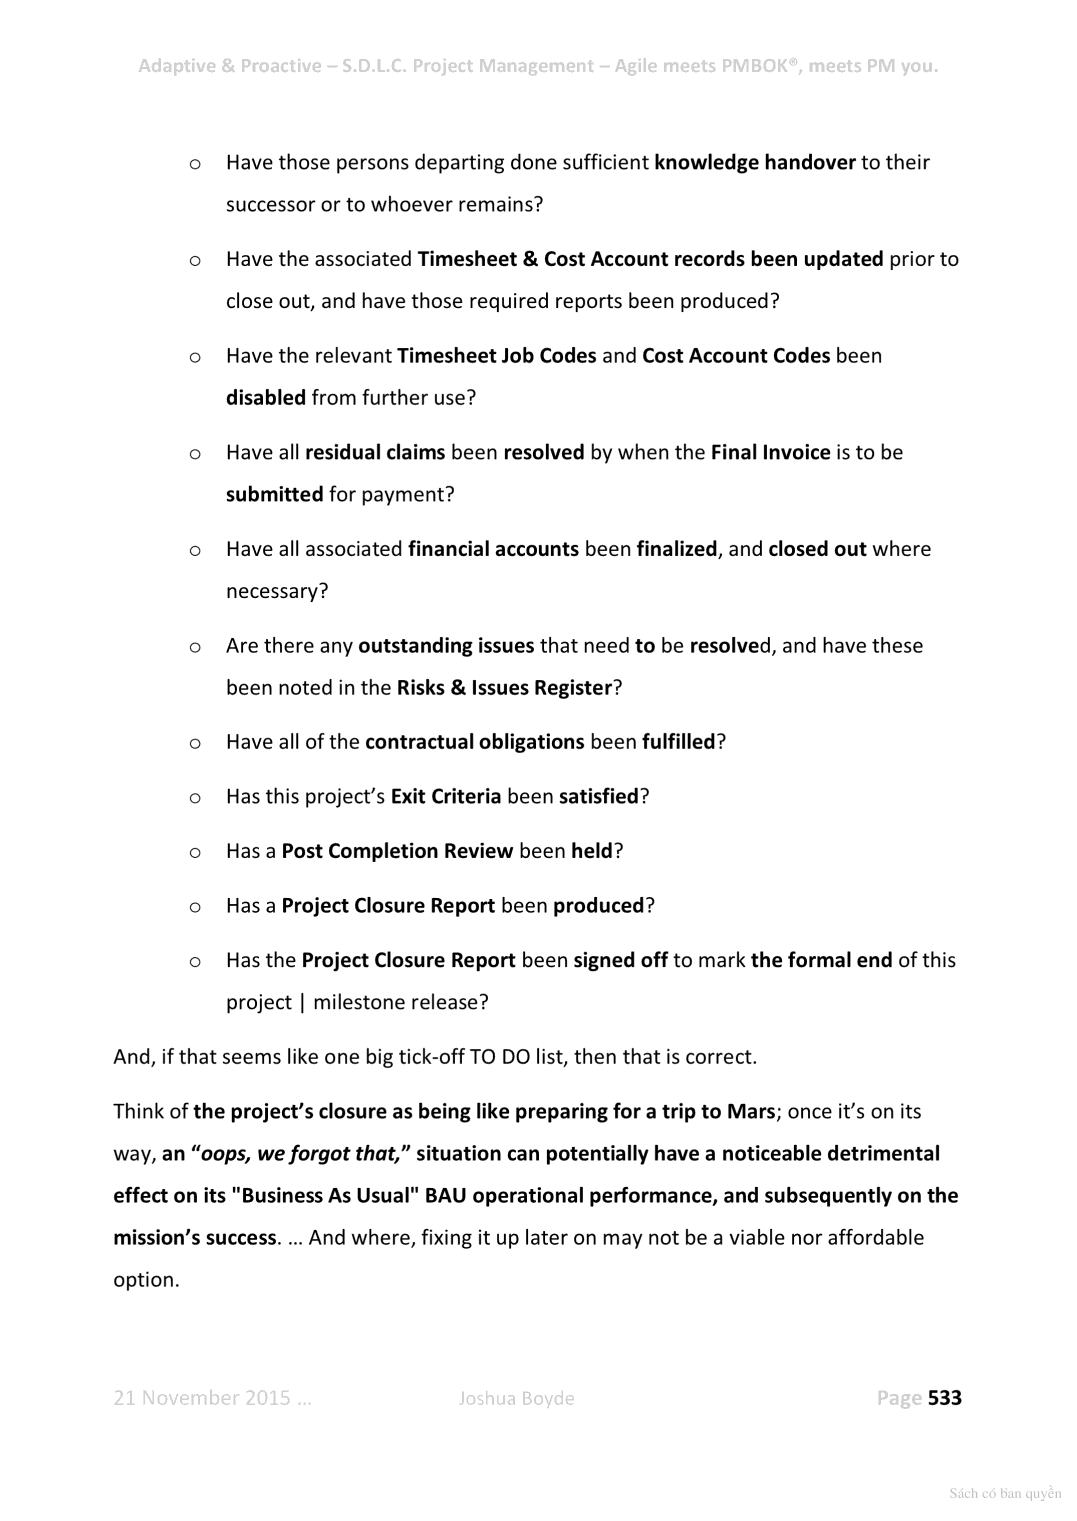 Adaptive & Proactive – S.D.L.C. Project Management – Agile meets PMBOK®, meets PM you.
o Have those persons departing done sufficient knowledge handover to their
successor or to whoever remains?
o Have the associated Timesheet & Cost Account records been updated prior to
close out, and have those required reports been produced?
o Have the relevant Timesheet Job Codes and Cost Account Codes been
disabled from further use?
o Have all residual claims been resolved by when the Final Invoice is to be
submitted for payment?
o Have all associated financial accounts been finalized, and closed out where
necessary?
o Are there any outstanding issues that need to be resolved, and have these
been noted in the Risks & Issues Register?
o Have all of the contractual obligations been fulfilled?
o Has this project’s Exit Criteria been satisfied?
o Has a Post Completion Review been held?
o Has a Project Closure Report been produced?
o Has the Project Closure Report been signed off to mark the formal end of this
project | milestone release?
And, if that seems like one big tick-off TO DO list, then that is correct.
Think of the project’s closure as being like preparing for a trip to Mars; once it’s on its
way, an “oops, we forgot that,” situation can potentially have a noticeable detrimental
effect on its "Business As Usual" BAU operational performance, and subsequently on the
mission’s success. … And where, fixing it up later on may not be a viable nor affordable
option.
21 November 2015 … Joshua Boyde Page 533
Sách có bản quyền